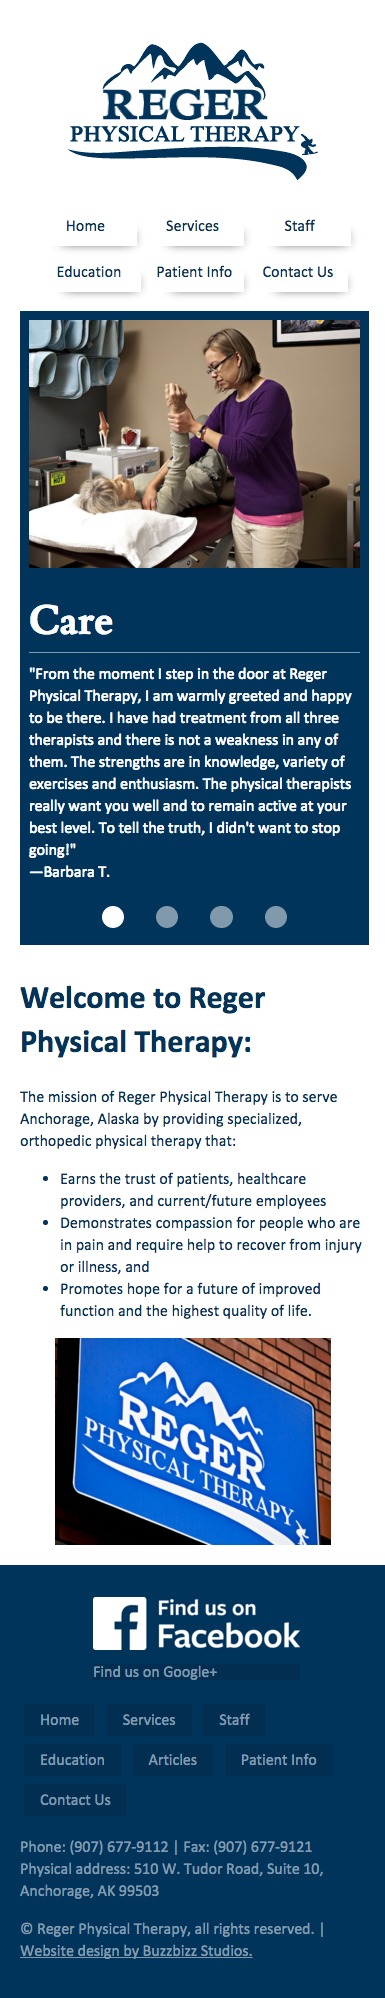 REGER
PHYSICAL THERAPY
Home Services Staff
Education Patient Info Contact Us
Care
"From the moment I step in the door at Reger
Physical Therapy, I am warmly greeted and happy
to be there. I have had treatment from all three
therapists and there is not a weakness in any of
them. The strengths are in knowledge, variety of
exercises and enthusiasm. The physical therapists
really want you well and to remain active at your
best level. To tell the truth, I didn't want to stop
going!"
—Barbara T.
Welcome to Reger
Physical Therapy:
The mission of Reger Physical Therapy is to serve
Anchorage, Alaska by providing specialized,
orthopedic physical therapy that:
• Earns the trust of patients, healthcare
providers, and current/future employees
• Demonstrates compassion for people who are
in pain and require help to recover from injury
or illness, and
• Promotes hope for a future of improved
function and the highest quality of life.
REGER
PHYSICAL THERAPY
Find us on
Facebook
Find us on Google+
Home Services Staff
Education Articles Patient Info
Contact Us
Phone: (907) 677-9112 | Fax: (907) 677-9121
Physical address: 510 W. Tudor Road, Suite 10,
Anchorage, AK 99503
© Reger Physical Therapy, all rights reserved. |
Website design by Buzzbizz Studios.